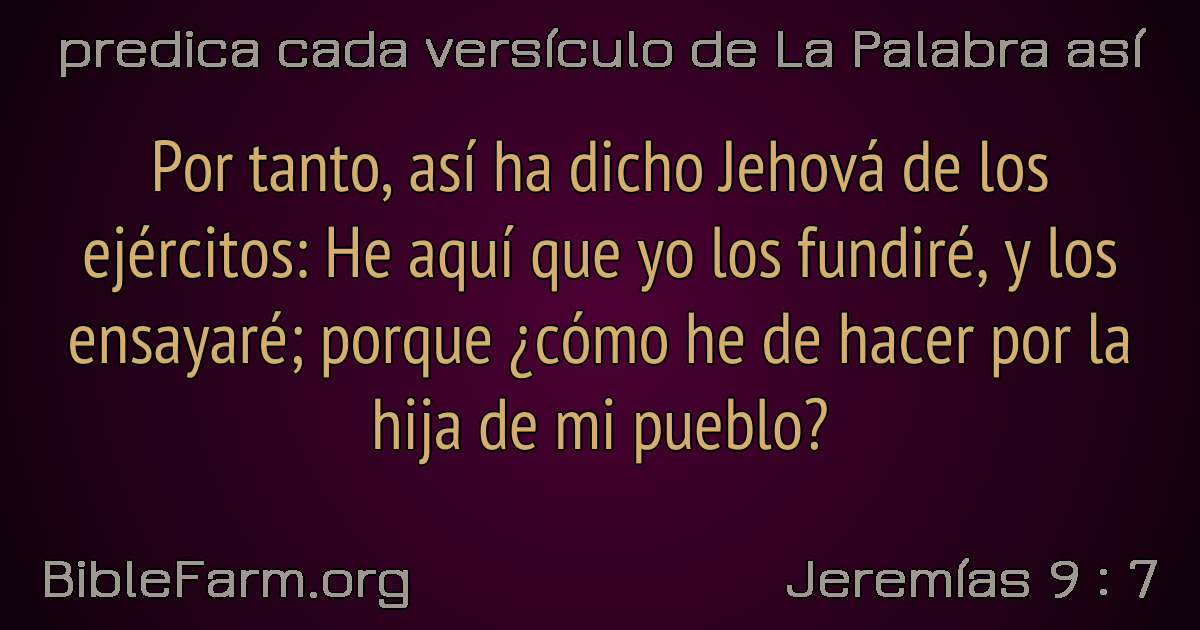 predica cada versículo de La Palabra así
Por tanto, así ha dicho Jehová de los
ejércitos: He aquí que yo los fundiré, y los
ensayaré; porque ¿cómo he de hacer por la
hija de mi pueblo?
BibleFarm.org
Jeremías 9 : 7